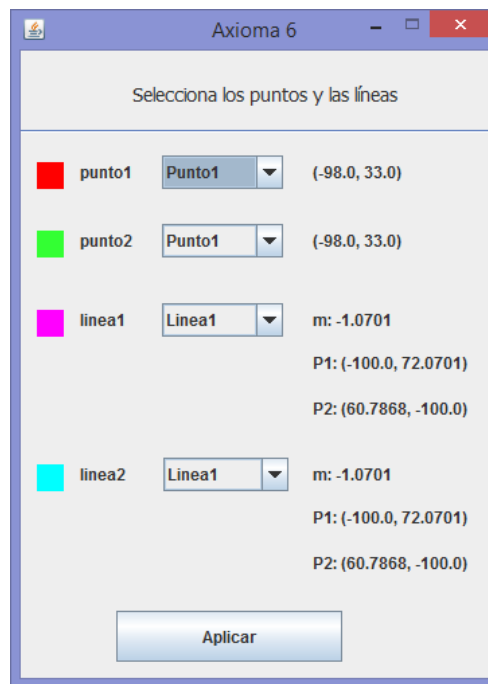 Axioma 6
Selecciona los puntos y las líneas
punto1 Punto1 (-98.0, 33.0)
punto2 Punto1 (-98.0, 33.0)
linea1 Linea1 m: -1.0701
P1: (-100.0, 72.0701)
P2: (60.7868, -100.0)
linea2 Linea1 m: -1.0701
P1: (-100.0, 72.0701)
P2: (60.7868, -100.0)
Aplicar